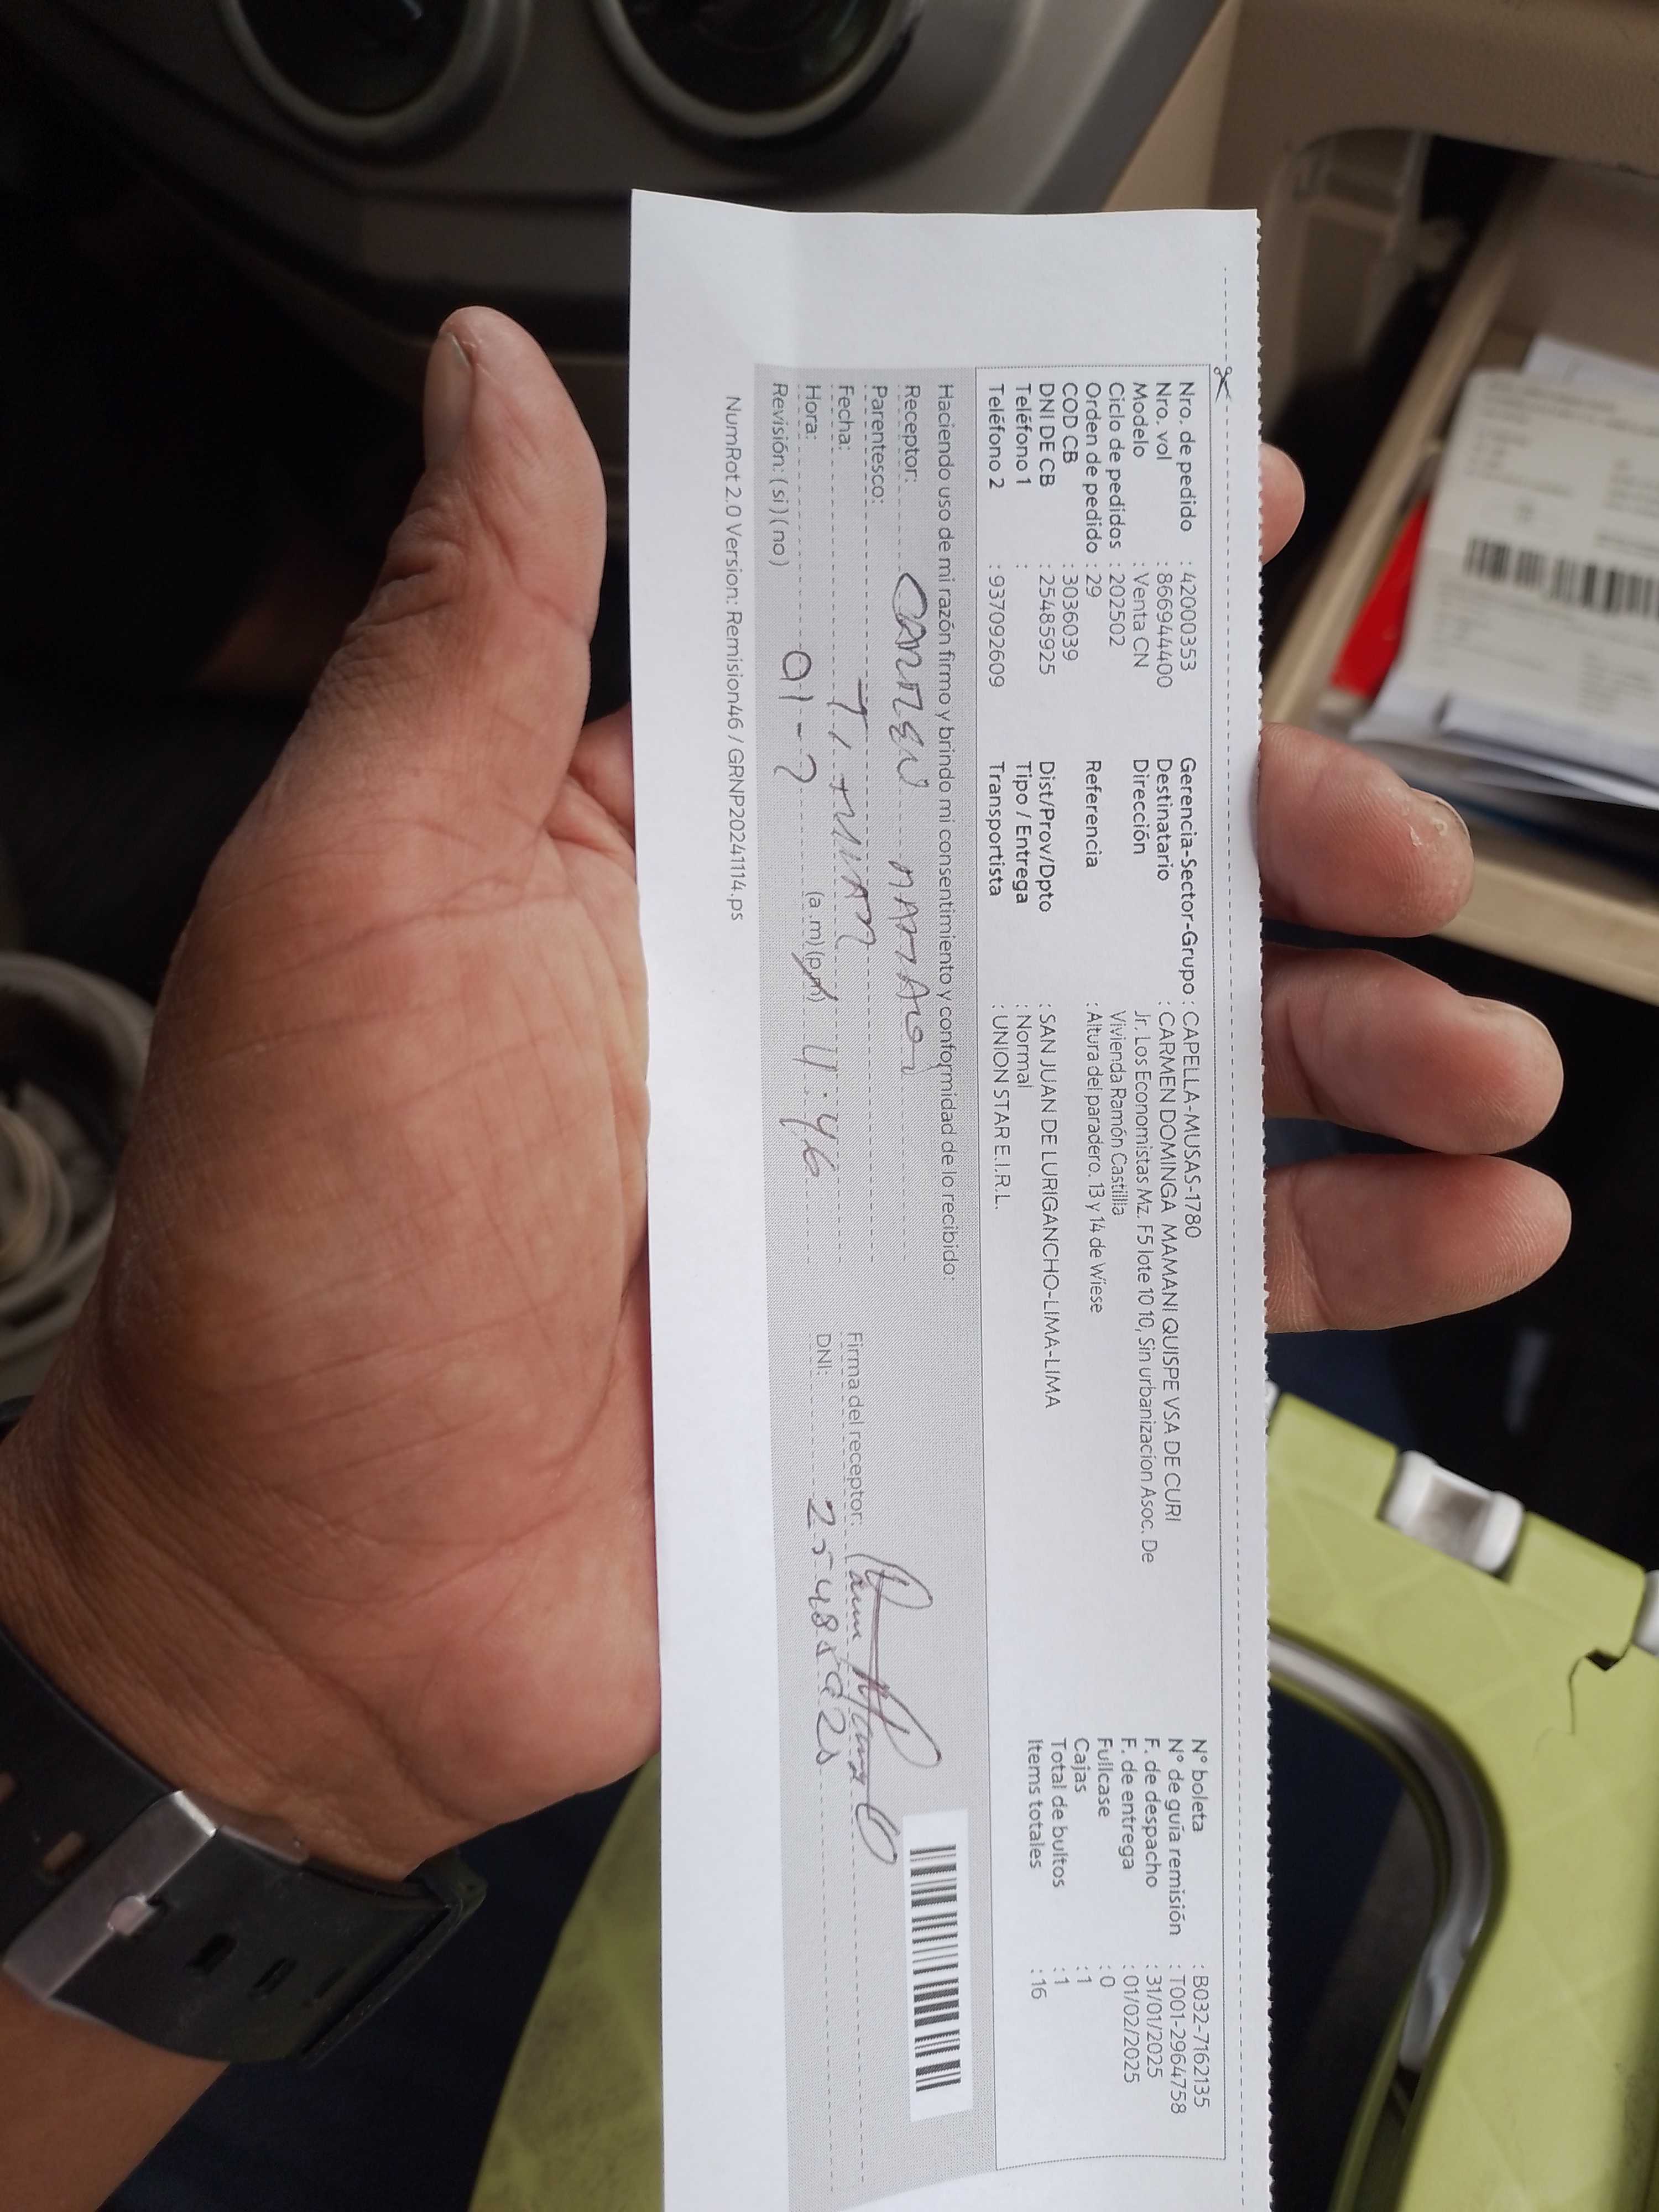 Nro. de pedido : 42000353
Nro. vol : 866944400
Modelo : Venta CN
Ciclo de pedidos : 202502
Orden de pedido : 29
COD CB : 3036039
DNI DE CB : 25485925
Teléfono 1 :
Teléfono 2 : 937092609
Gerencia-Sector-Grupo : CAPELLA-MUSAS-1780
Destinatario : CARMEN DOMINGA MAMANI QUISPE VSA DE CURI
Dirección Jr. Los Economistas Mz. F5 lote 10 10, Sin urbanizacion Asoc. De
Vivienda Ramón Castilla
Referencia : Altura del paradero. 13 y 14 de Wiese
Dist/Prov/Dpto : SAN JUAN DE LURIGANCHO-LIMA-LIMA
Tipo / Entrega : Normal
Transportista : UNION STAR E.I.R.L.
N° boleta : B032-7162135
N° de guía remisión : T001-2964758
F. de despacho : 31/01/2025
F. de entrega : 01/02/2025
Fullcase : 0
Cajas : 1
Total de bultos : 1
Items totales : 16
Haciendo uso de mi razón firmo y brindo mi consentimiento y conformidad de lo recibido:
Receptor: CARMEN
Parentesco:
Fecha:
Hora: 01-2 (a.m)(p.m) 11:46
Revisión: (si) (no)
Firma del receptor:
DNI:
NumRot 2.0 Version: Remision46 / GRNP20241114.ps